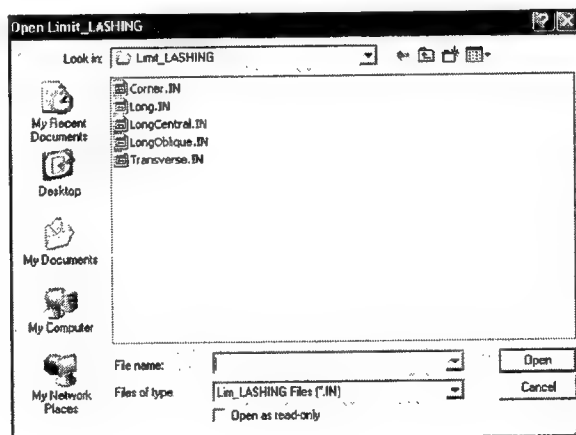 Open Limit_LASHING
Look in: Limit_LASHING
Corner.IN
Long.IN
LongCentral.IN
LongOblique.IN
Transverse.IN
My Recent
Documents
Desktop
My Documents
My Computer
My Network
Places
File name:
Open
Files of type
Lim_LASHING Files (*.IN)
Cancel
Open as read-only